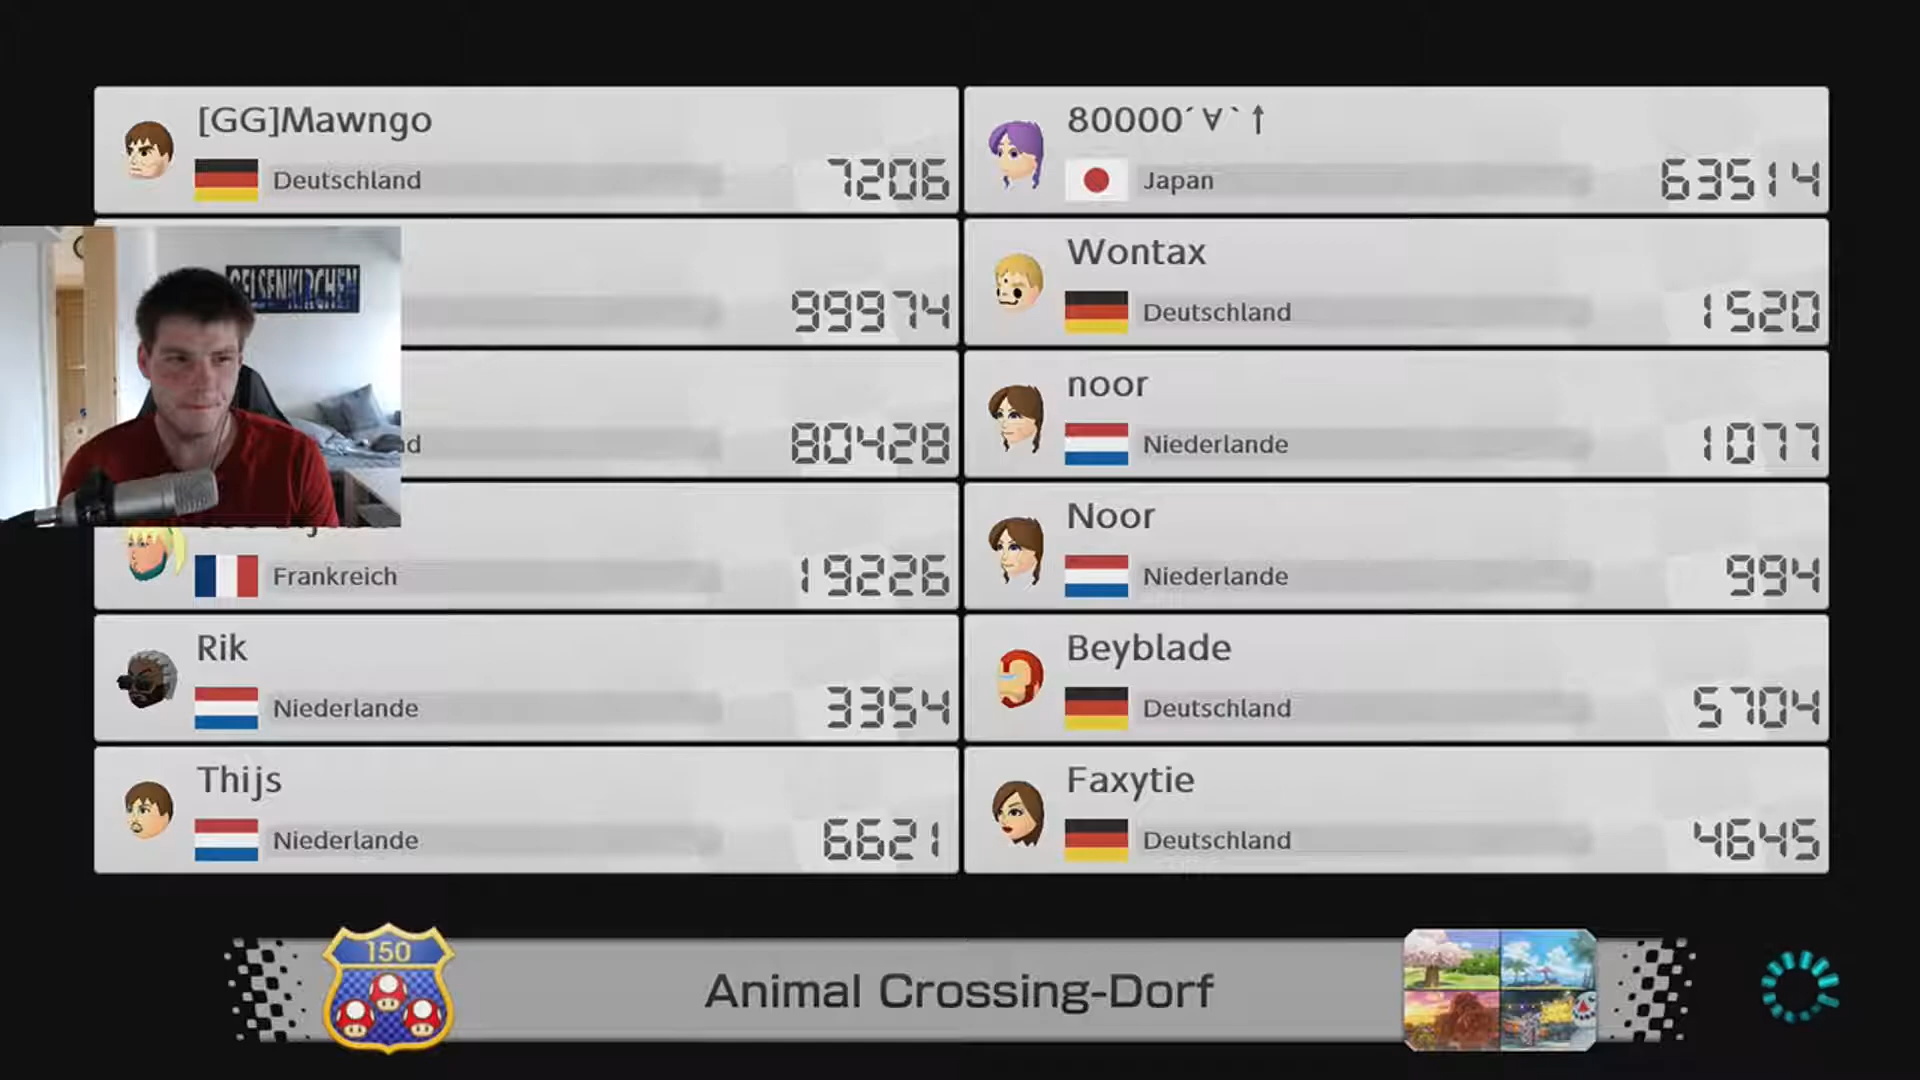 [GG]Mawngo
Deutschland
7206
80000´∀`↑
Japan
63514
GELSENKIRCHEN
99974
Wontax
Deutschland
1520
80428
noor
Niederlande
1077
Frankreich
19226
Noor
Niederlande
994
Rik
Niederlande
3354
Beyblade
Deutschland
5704
Thijs
Niederlande
6621
Faxytie
Deutschland
4645
150
Animal Crossing-Dorf